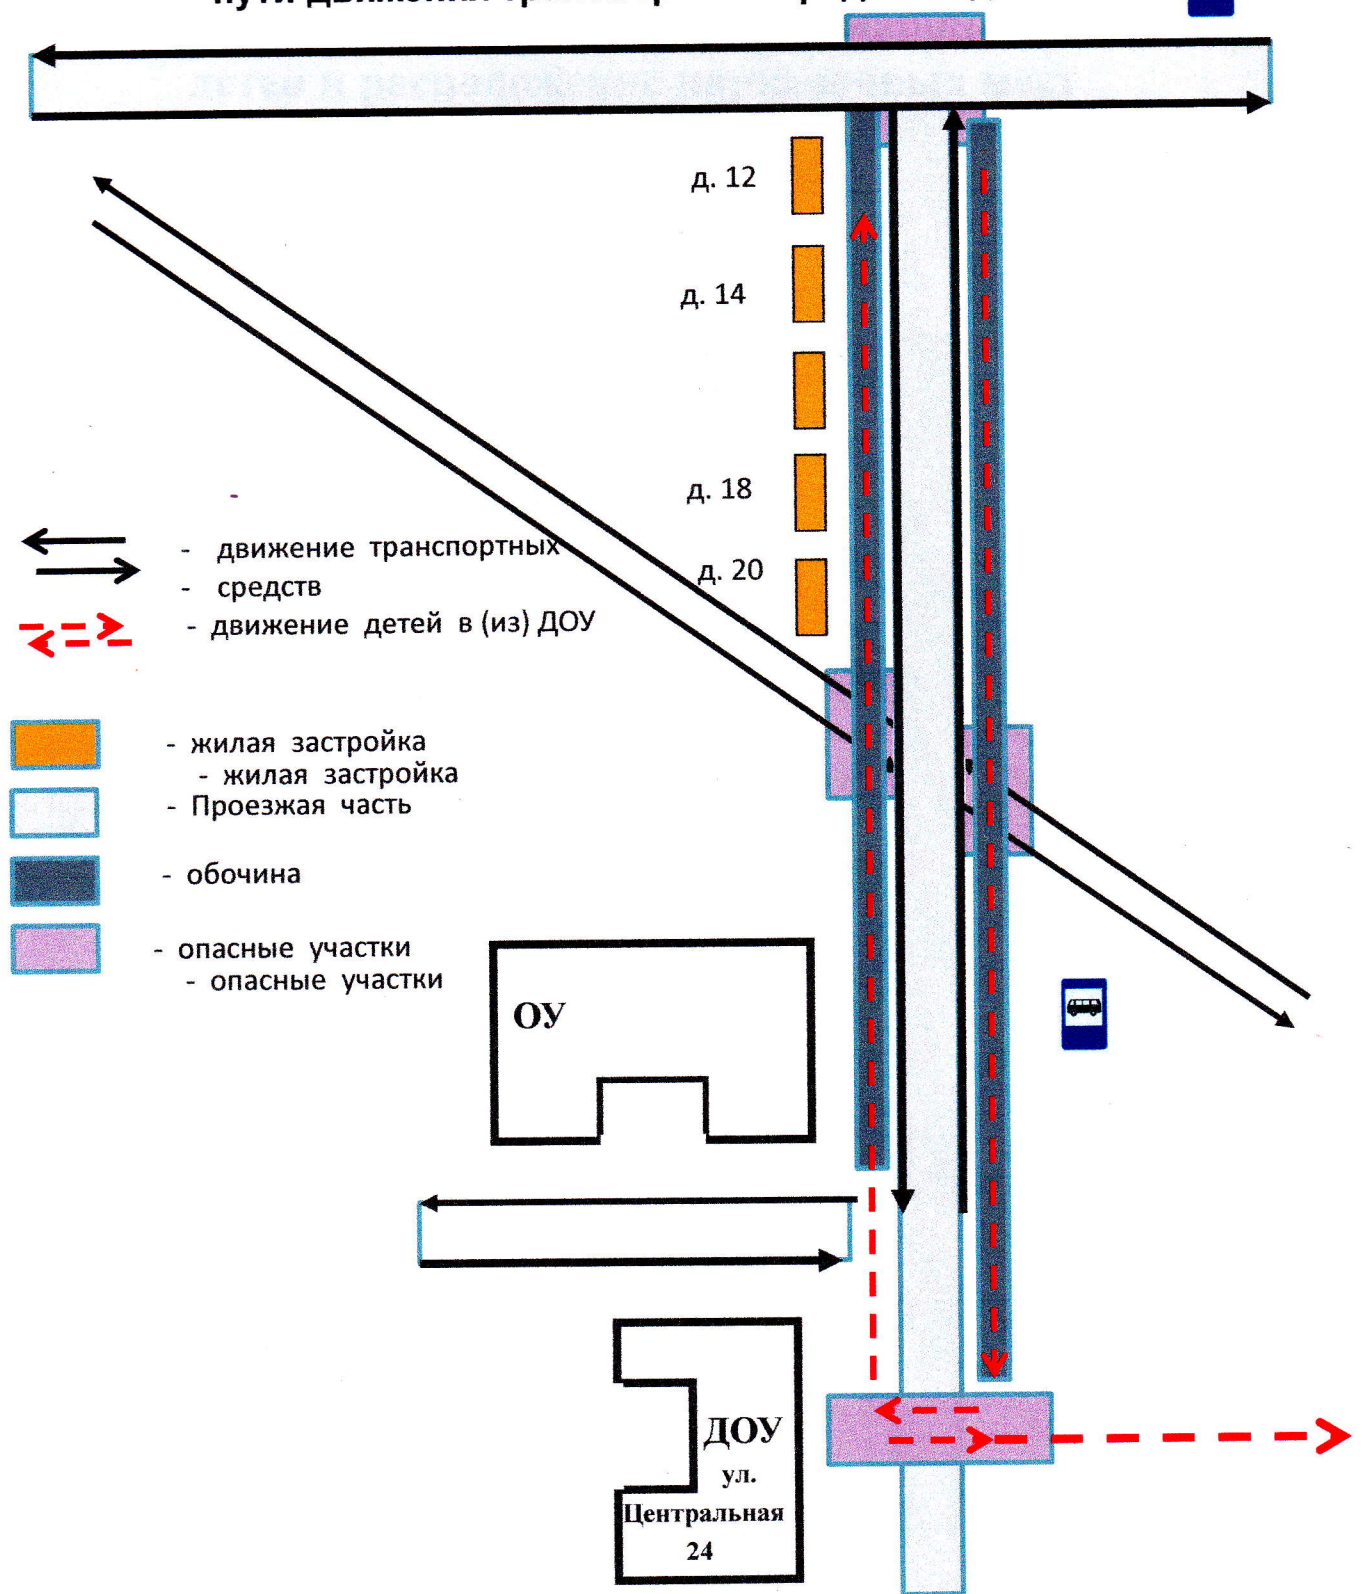 д. 12
д. 14
д. 18
- движение транспортных
д. 20
- средств
- движение детей в (из) ДОУ
- жилая застройка
- жилая застройка
- Проезжая часть
- обочина
- опасные участки
- опасные участки
ОУ
ДОУ
ул.
Центральная
24